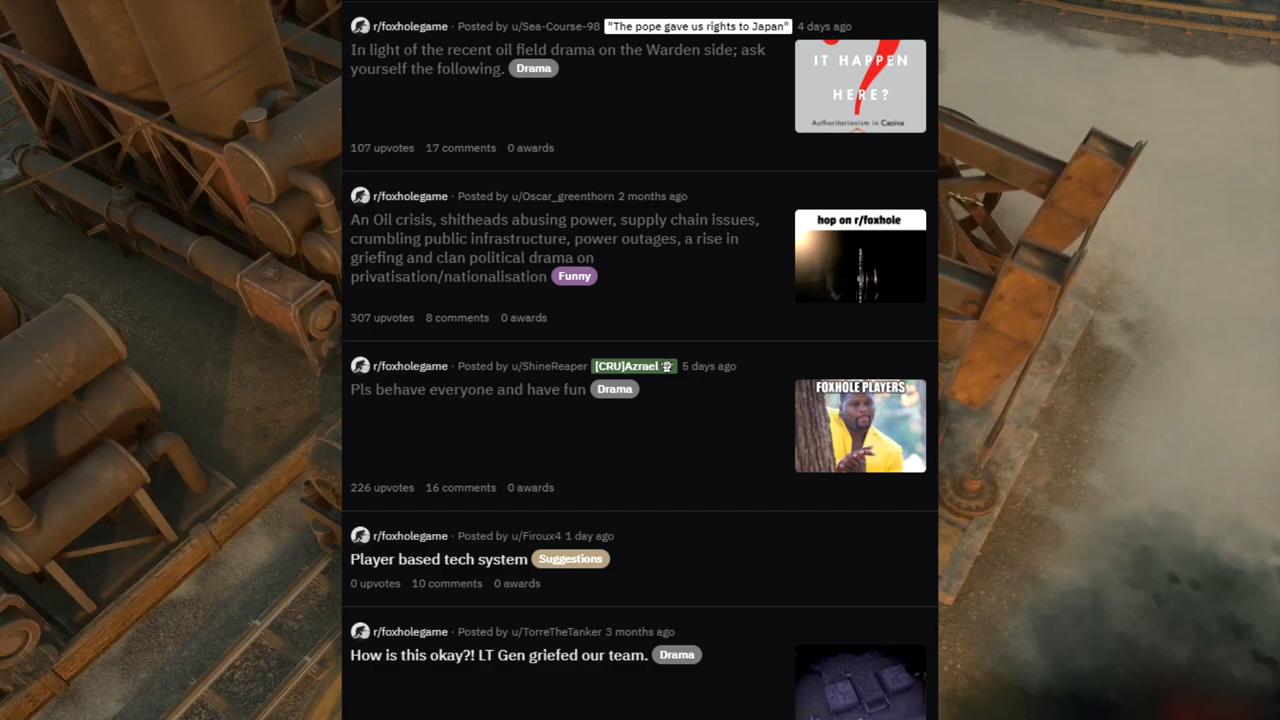 r/foxholegame · Posted by u/Sea-Course-98 "The pope gave us rights to Japan" 4 days ago
In light of the recent oil field drama on the Warden side; ask
yourself the following. Drama
IT HAPPEN
HERE?
Authoritarianism in Caoiva
107 upvotes 17 comments 0 awards
r/foxholegame · Posted by u/Oscar_greenthorn 2 months ago
An Oil crisis, shitheads abusing power, supply chain issues,
crumbling public infrastructure, power outages, a rise in
griefing and clan political drama on
privatisation/nationalisation Funny
hop on r/foxhole
307 upvotes 8 comments 0 awards
r/foxholegame · Posted by u/ShineReaper [CRU]Azrael 5 days ago
Pls behave everyone and have fun Drama
FOXHOLE PLAYERS
226 upvotes 16 comments 0 awards
r/foxholegame · Posted by u/Firoux4 1 day ago
Player based tech system Suggestions
0 upvotes 10 comments 0 awards
r/foxholegame · Posted by u/TorreTheTanker 3 months ago
How is this okay?! LT Gen griefed our team. Drama